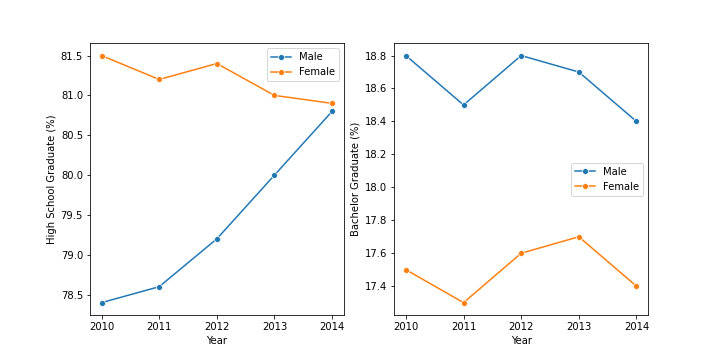 81.5
81.0
80.5
80.0
79.5
79.0
78.5
High School Graduate (%)
2010 2011 2012 2013 2014
Year
Male
Female
18.8
18.6
18.4
18.2
18.0
17.8
17.6
17.4
Bachelor Graduate (%)
2010 2011 2012 2013 2014
Year
Male
Female